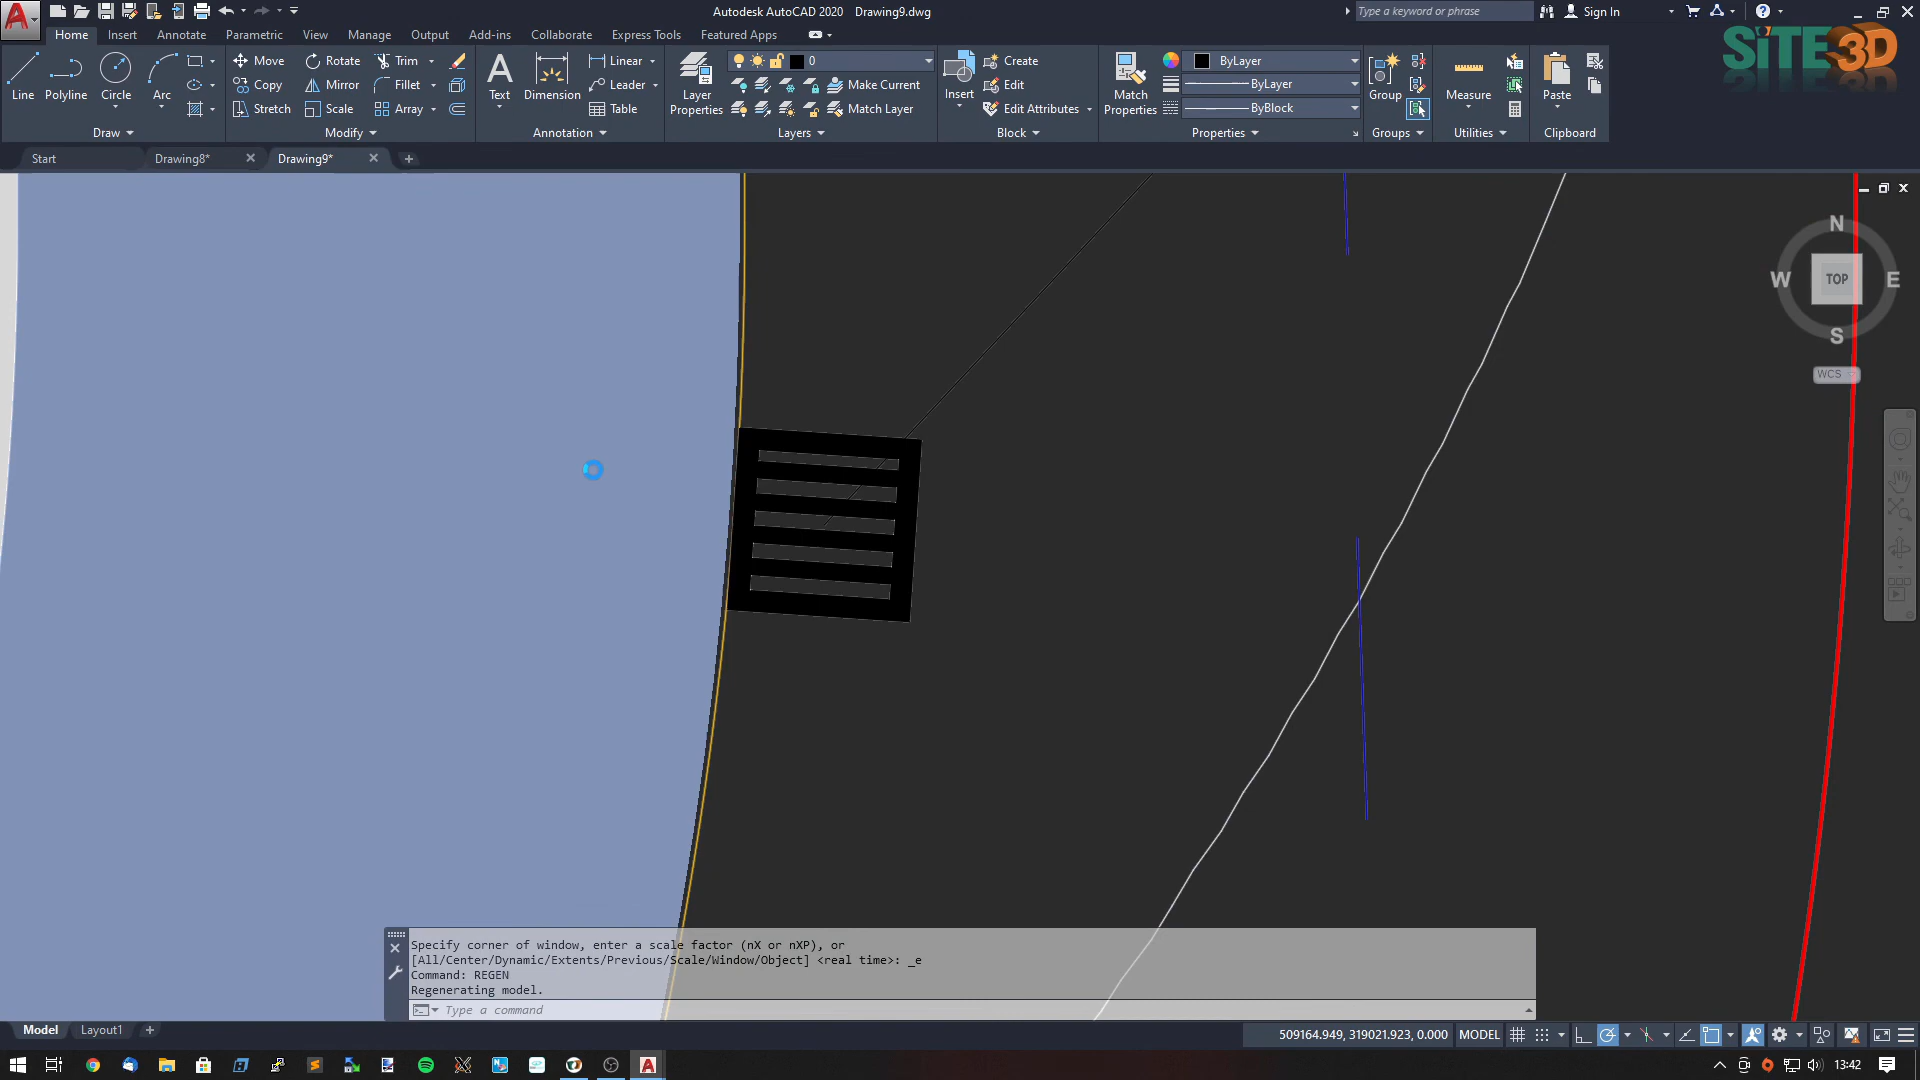 Autodesk AutoCAD 2020 Drawing9.dwg
Type a keyword or phrase
Sign In
Home Insert Annotate Parametric View Manage Output Add-ins Collaborate Express Tools Featured Apps
SiTE3D
Line Polyline Circle Arc
Draw
Move Rotate Trim
Copy Mirror Fillet
Stretch Scale Array
Modify
Text Dimension
Linear
Leader
Table
Annotation
Layer Properties
0
Make Current
Match Layer
Layers
Insert
Create
Edit
Edit Attributes
Block
Match Properties
ByLayer
ByLayer
ByBlock
Properties
Group
Groups
Measure
Utilities
Paste
Clipboard
Start Drawing8* Drawing9*
N
W TOP E
S
WCS
Specify corner of window, enter a scale factor (nX or nXP), or
[All/Center/Dynamic/Extents/Previous/Scale/Window/Object] <real time>: _e
Command: REGEN
Regenerating model.
Type a command
Model Layout1
509164.949, 319021.923, 0.000 MODEL
13:42